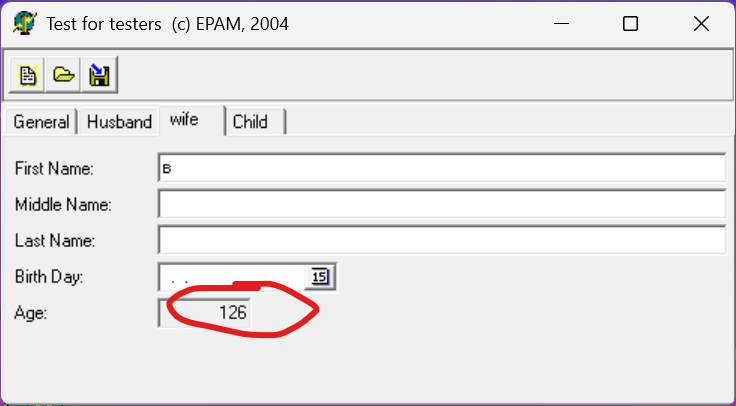 Test for testers (c) EPAM, 2004
General Husband wife Child
First Name: B
Middle Name:
Last Name:
Birth Day: . . 15
Age: 126